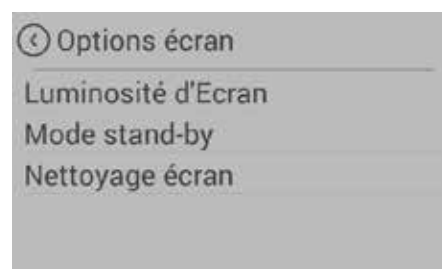 Options écran
Luminosité d'Ecran
Mode stand-by
Nettoyage écran